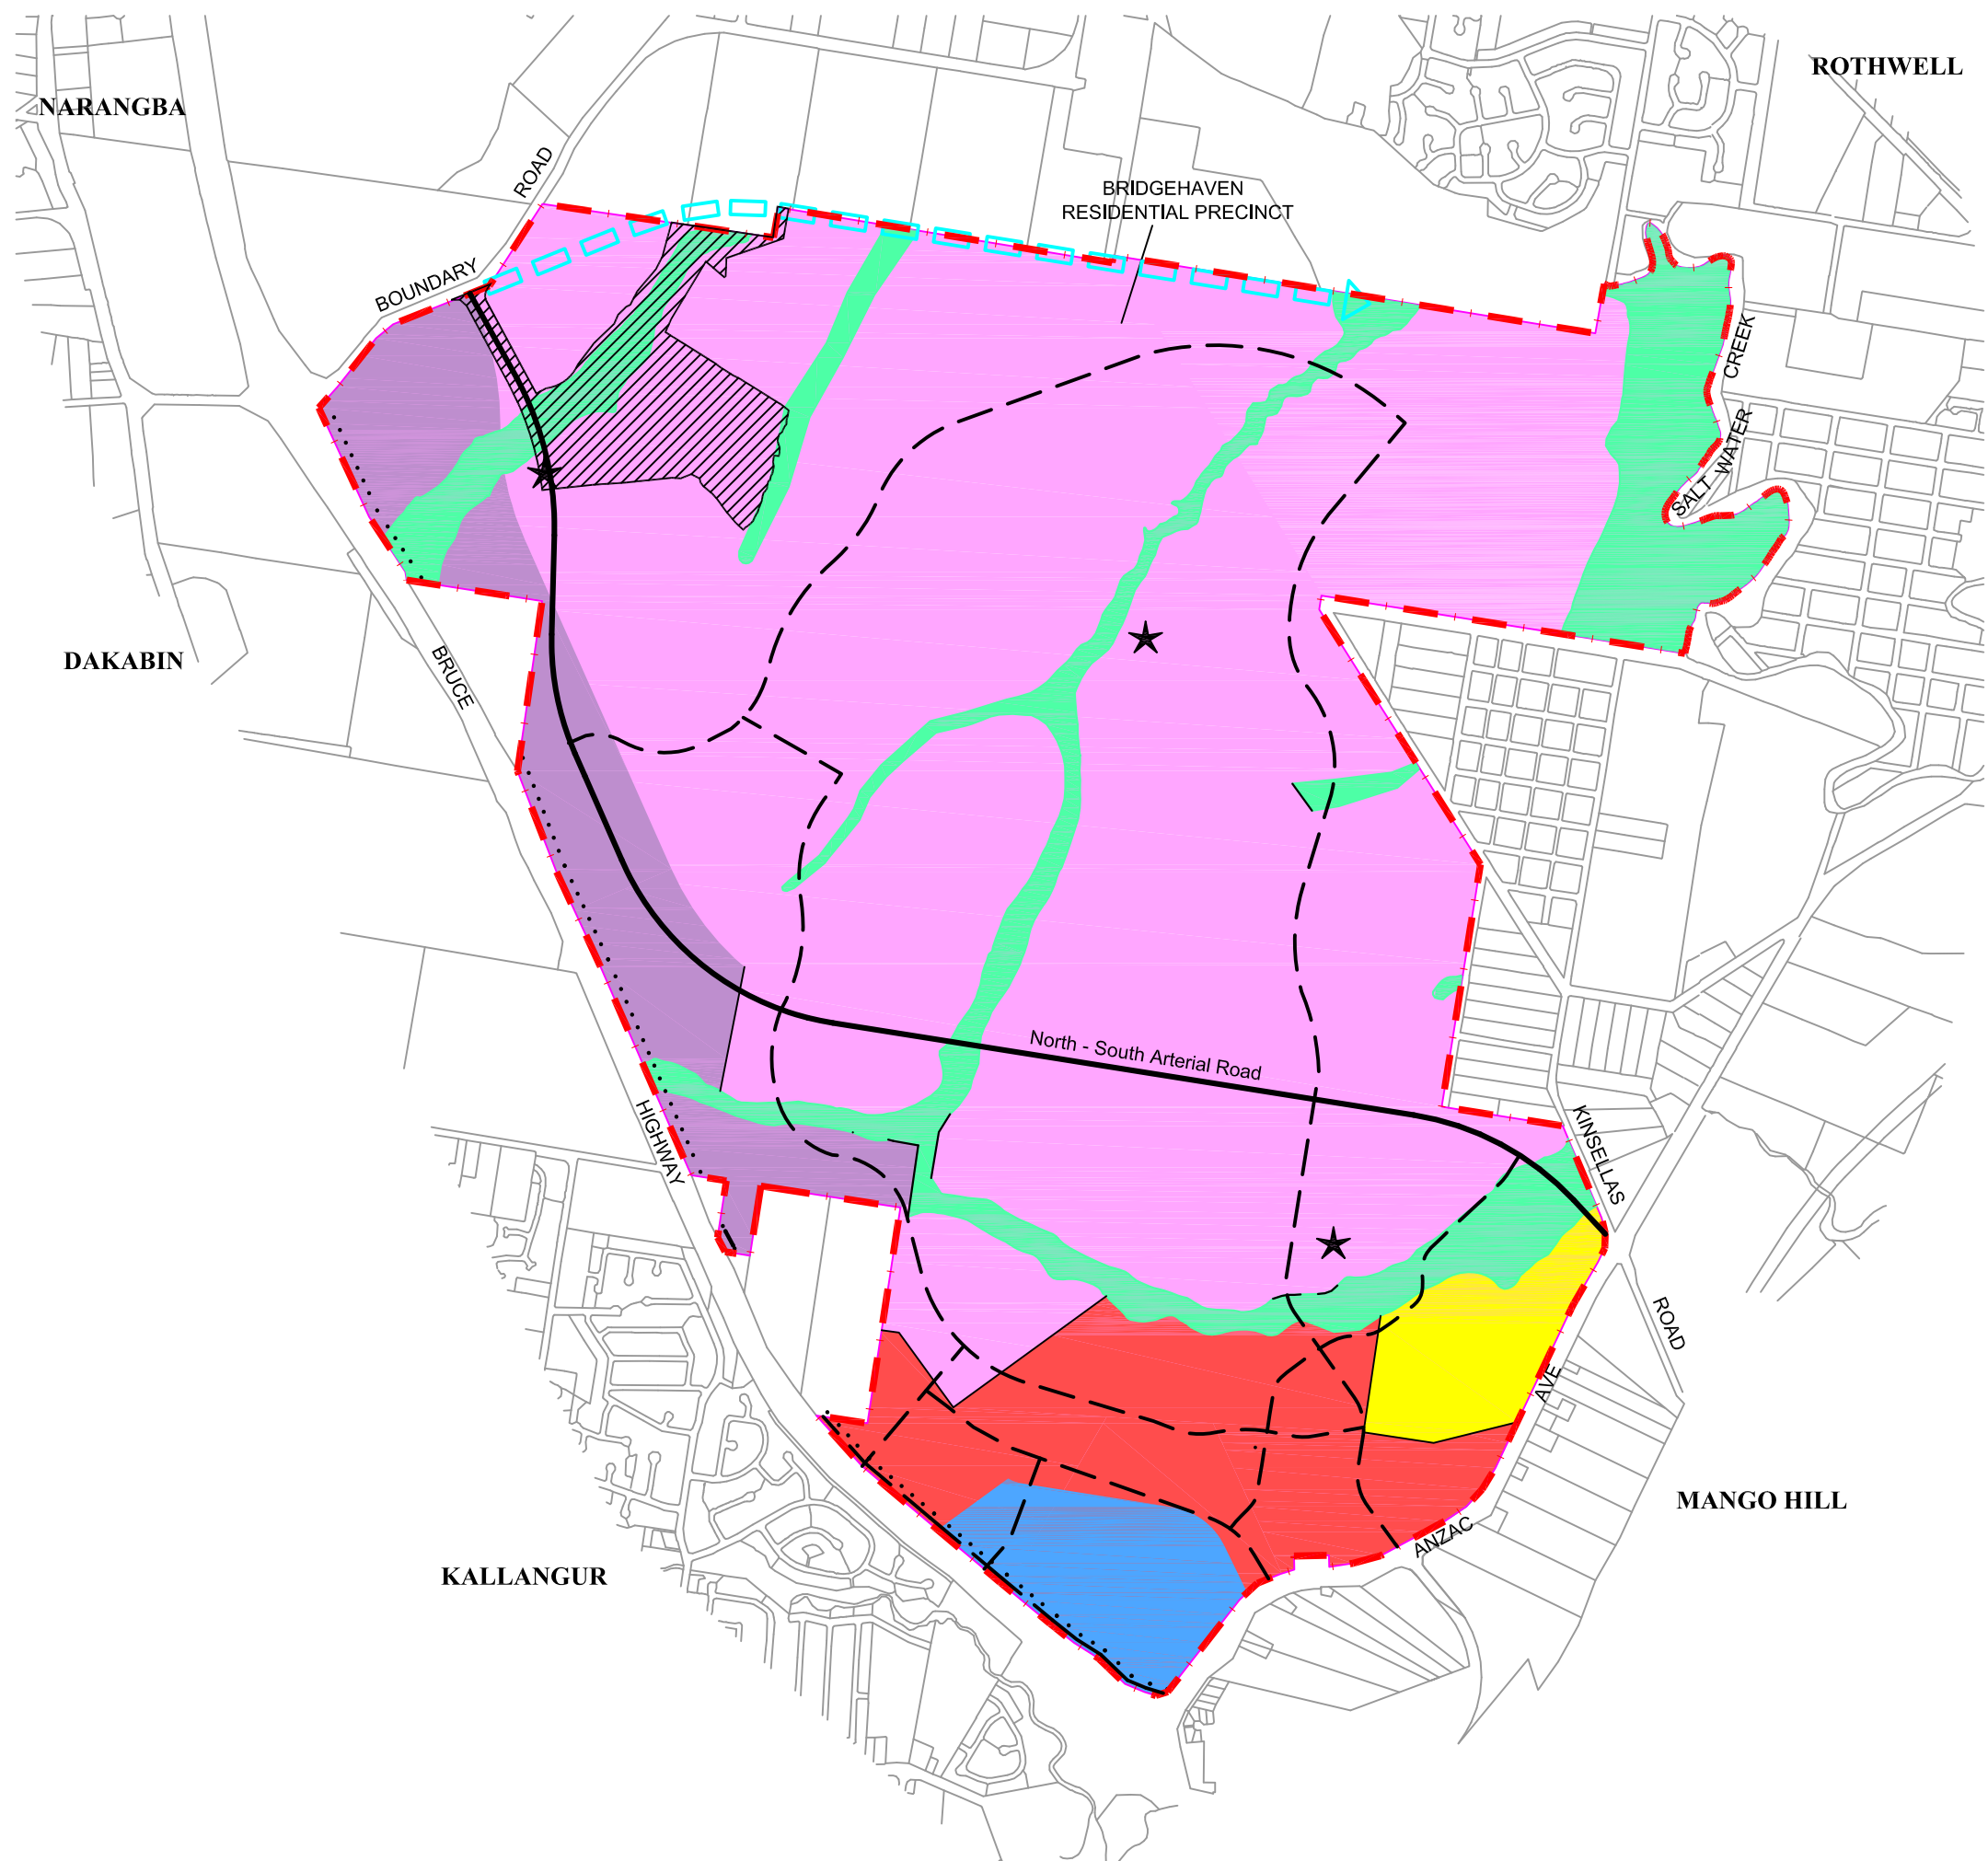 ROTHWELL
NARANGBA
ROAD
BRIDGEHAVEN
RESIDENTIAL PRECINCT
BOUNDARY
CREEK
SALT WATER
DAKABIN
BRUCE
North - South Arterial Road
HIGHWAY
KINSELLAS
ROAD
AVE
MANGO HILL
ANZAC
KALLANGUR